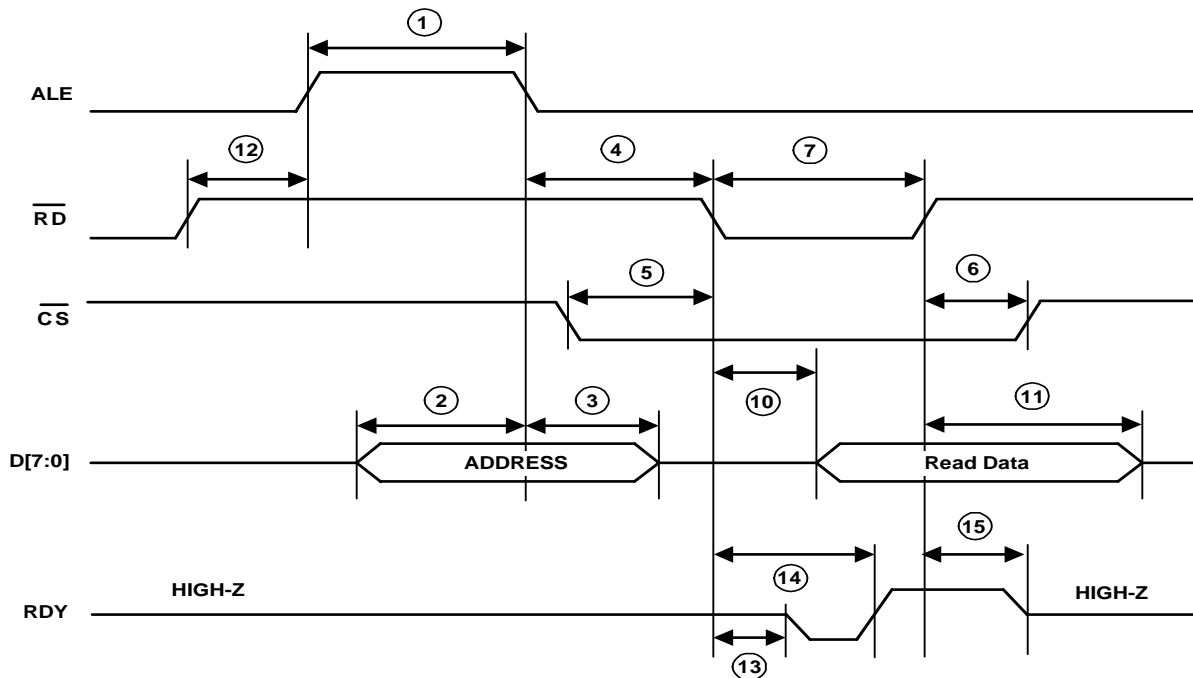 1
ALE
12
4
7
RD
5
6
CS
10
2
3
11
D[7:0]
ADDRESS
Read Data
15
14
HIGH-Z
HIGH-Z
RDY
13